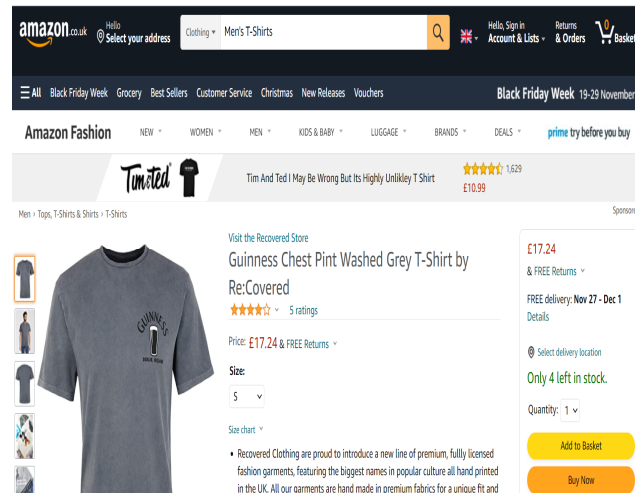 amazon.co.uk
Hello
Select your address
Clothing
Men's T-Shirts
Hello, Sign in
Account & Lists
Returns
& Orders
0
Basket
All Black Friday Week Grocery Best Sellers Customer Service Christmas New Releases Vouchers
Black Friday Week 19-29 November
Amazon Fashion
NEW WOMEN MEN KIDS & BABY LUGGAGE BRANDS DEALS
prime try before you buy
Tim&ted
Tim And Ted I May Be Wrong But Its Highly Unlikley T Shirt
1,629
£10.99
Men › Tops, T-Shirts & Shirts › T-Shirts
Sponsore
Visit the Recovered Store
Guinness Chest Pint Washed Grey T-Shirt by
Re:Covered
5 ratings
Price: £17.24 & FREE Returns
Size:
S
Size chart
• Recovered Clothing are proud to introduce a new line of premium, fullly licensed
fashion garments, featuring the biggest names in popular culture all hand printed
in the UK. All our garments are hand made in premium fabrics for a unique fit and
GUINNESS
£17.24
& FREE Returns
FREE delivery: Nov 27 - Dec 1
Details
Select delivery location
Only 4 left in stock.
Quantity: 1
Add to Basket
Buy Now